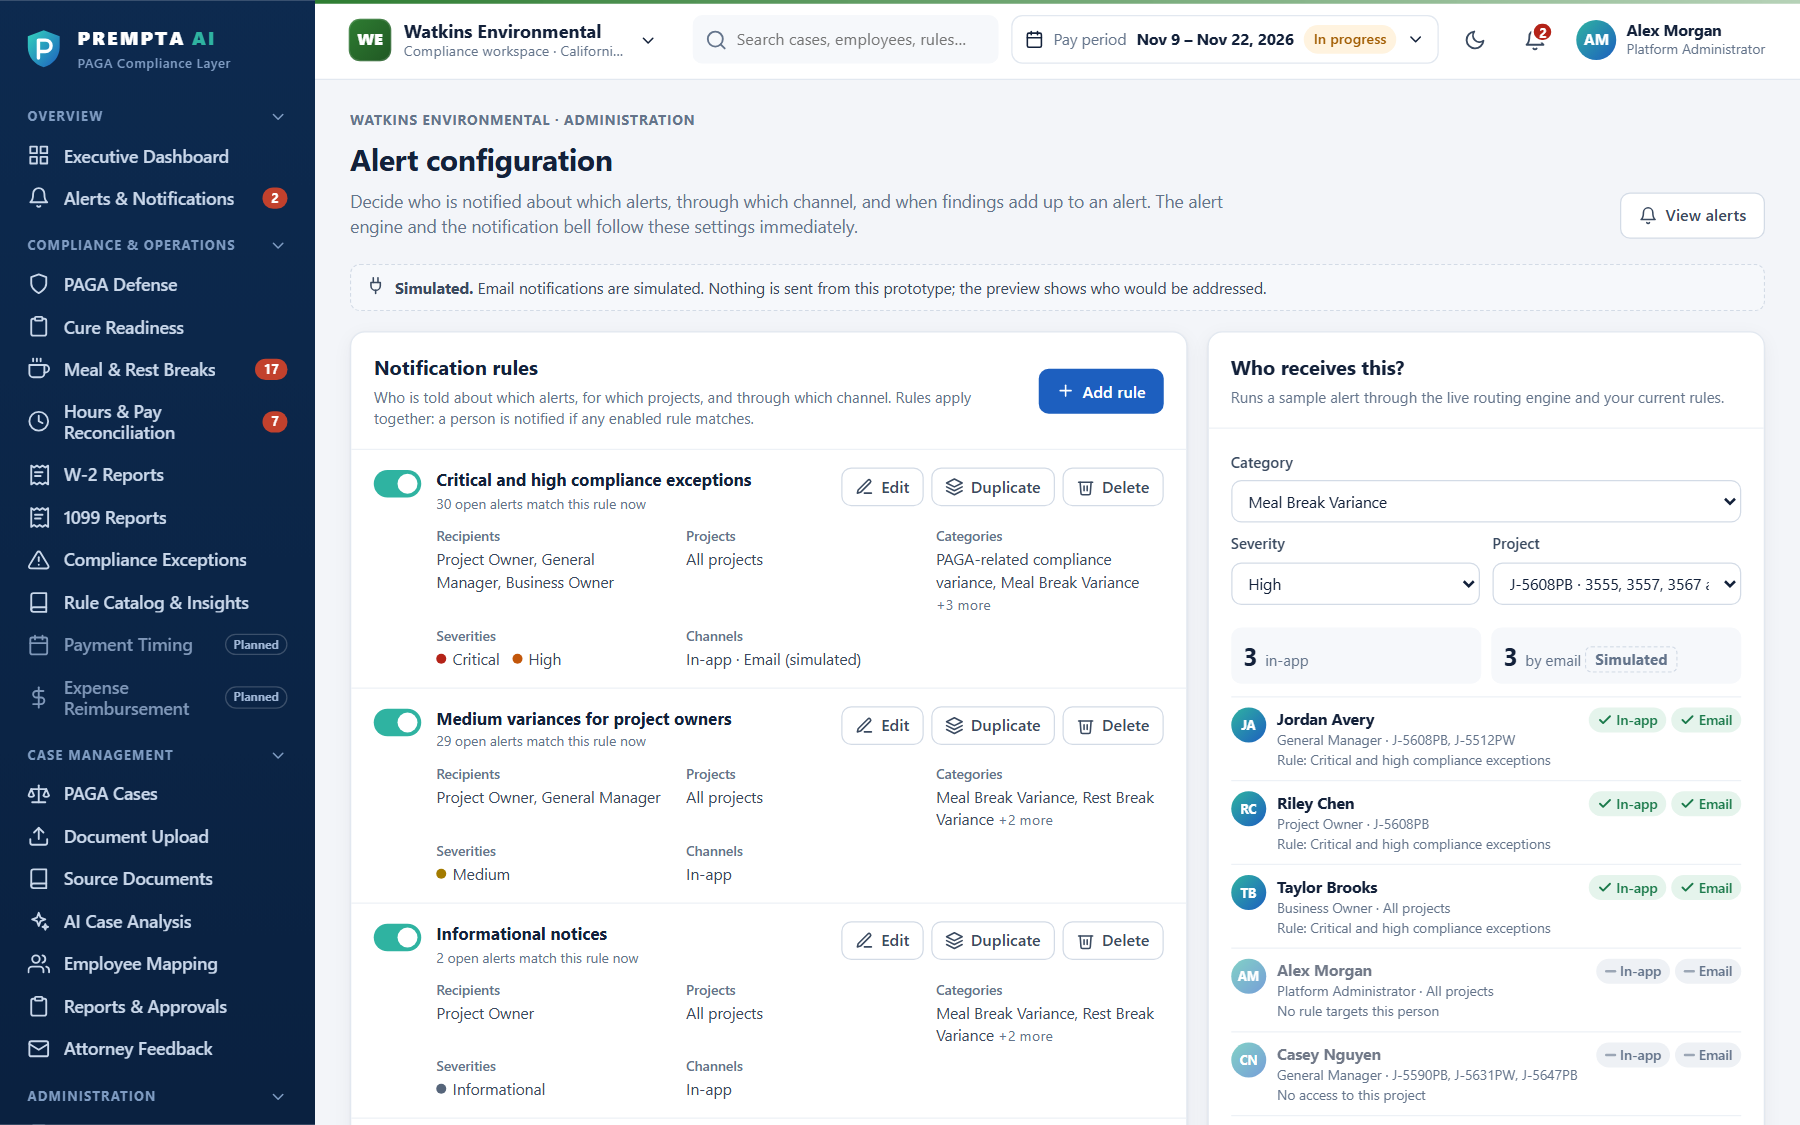 PREMPTA AI
PAGA Compliance Layer
OVERVIEW
Executive Dashboard
Alerts & Notifications
2
COMPLIANCE & OPERATIONS
PAGA Defense
Cure Readiness
Meal & Rest Breaks
17
Hours & Pay
Reconciliation
7
W-2 Reports
1099 Reports
Compliance Exceptions
Rule Catalog & Insights
Payment Timing
Planned
Expense
Reimbursement
Planned
CASE MANAGEMENT
PAGA Cases
Document Upload
Source Documents
AI Case Analysis
Employee Mapping
Reports & Approvals
Attorney Feedback
ADMINISTRATION
WE
Watkins Environmental
Compliance workspace · Californi...
Search cases, employees, rules...
Pay period Nov 9 – Nov 22, 2026 In progress
2
AM
Alex Morgan
Platform Administrator
WATKINS ENVIRONMENTAL · ADMINISTRATION
Alert configuration
Decide who is notified about which alerts, through which channel, and when findings add up to an alert. The alert
engine and the notification bell follow these settings immediately.
View alerts
Simulated. Email notifications are simulated. Nothing is sent from this prototype; the preview shows who would be addressed.
Notification rules
Who is told about which alerts, for which projects, and through which channel. Rules apply
together: a person is notified if any enabled rule matches.
Add rule
Critical and high compliance exceptions
30 open alerts match this rule now
Edit
Duplicate
Delete
Recipients
Project Owner, General
Manager, Business Owner
Projects
All projects
Categories
PAGA-related compliance
variance, Meal Break Variance
+3 more
Severities
Critical High
Channels
In-app · Email (simulated)
Medium variances for project owners
29 open alerts match this rule now
Edit
Duplicate
Delete
Recipients
Project Owner, General Manager
Projects
All projects
Categories
Meal Break Variance, Rest Break
Variance +2 more
Severities
Medium
Channels
In-app
Informational notices
2 open alerts match this rule now
Edit
Duplicate
Delete
Recipients
Project Owner
Projects
All projects
Categories
Meal Break Variance, Rest Break
Variance +2 more
Severities
Informational
Channels
In-app
Who receives this?
Runs a sample alert through the live routing engine and your current rules.
Category
Meal Break Variance
Severity
High
Project
J-5608PB · 3555, 3557, 3567
3 in-app
3 by email Simulated
JA
Jordan Avery
General Manager · J-5608PB, J-5512PW
Rule: Critical and high compliance exceptions
In-app
Email
RC
Riley Chen
Project Owner · J-5608PB
Rule: Critical and high compliance exceptions
In-app
Email
TB
Taylor Brooks
Business Owner · All projects
Rule: Critical and high compliance exceptions
In-app
Email
AM
Alex Morgan
Platform Administrator · All projects
No rule targets this person
In-app
Email
CN
Casey Nguyen
General Manager · J-5590PB, J-5631PW, J-5647PB
No access to this project
In-app
Email